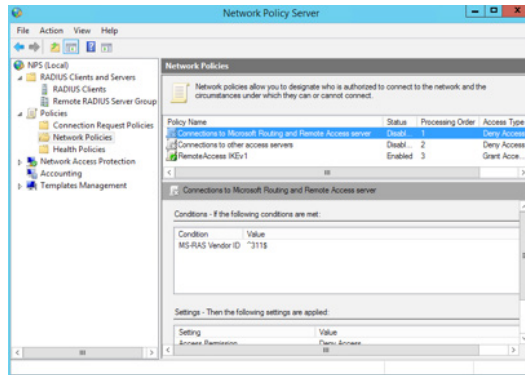 Network Policy Server
File Action View Help
NPS (Local)
RADIUS Clients and Servers
RADIUS Clients
Remote RADIUS Server Group
Policies
Connection Request Policies
Network Policies
Health Policies
Network Access Protection
Accounting
Templates Management
Network Policies
Network policies allow you to designate who is authorized to connect to the network and the
circumstances under which they can or cannot connect.
Policy Name Status Processing Order Access Type
Connections to Microsoft Routing and Remote Access server Disabl... 1 Deny Access
Connections to other access servers Disabl... 2 Deny Access
RemoteAccess IKEv1 Enabled 3 Grant Acce...
Connections to Microsoft Routing and Remote Access server
Conditions - If the following conditions are met:
Condition Value
MS-RAS Vendor ID ^311$
Settings - Then the following settings are applied:
Setting Value
Access Permission Deny Access